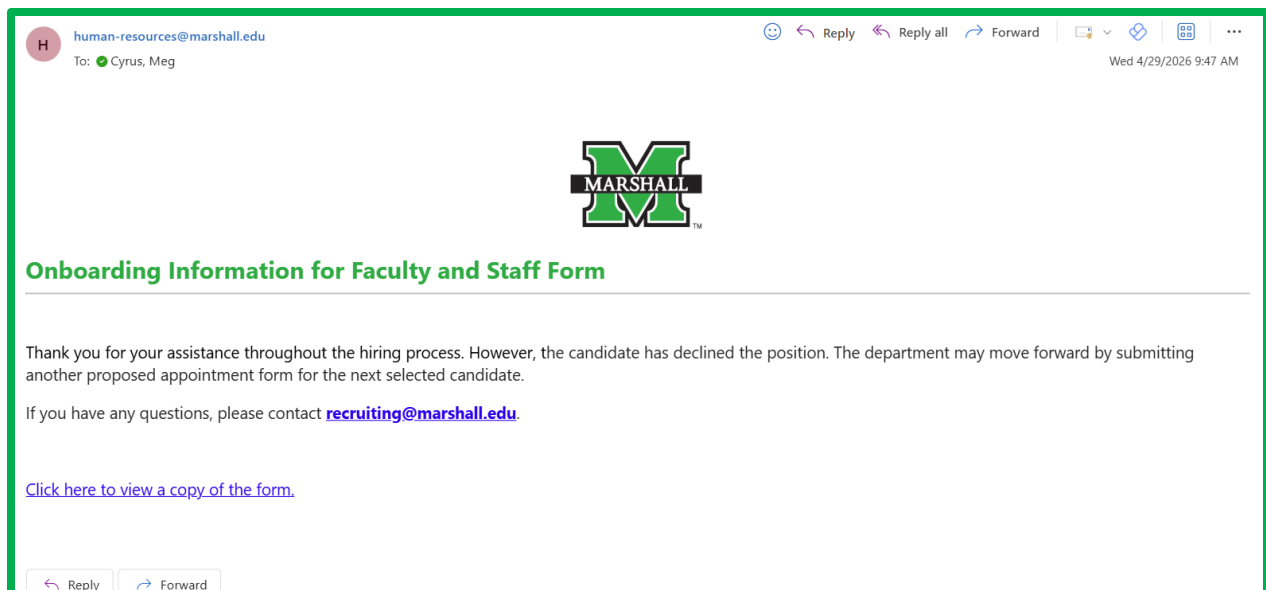 H
human-resources@marshall.edu
Reply
Reply all
Forward
To: Cyrus, Meg
Wed 4/29/2026 9:47 AM
MARSHALL
TM
Onboarding Information for Faculty and Staff Form
Thank you for your assistance throughout the hiring process. However, the candidate has declined the position. The department may move forward by submitting
another proposed appointment form for the next selected candidate.
If you have any questions, please contact recruiting@marshall.edu.
Click here to view a copy of the form.
Reply
Forward